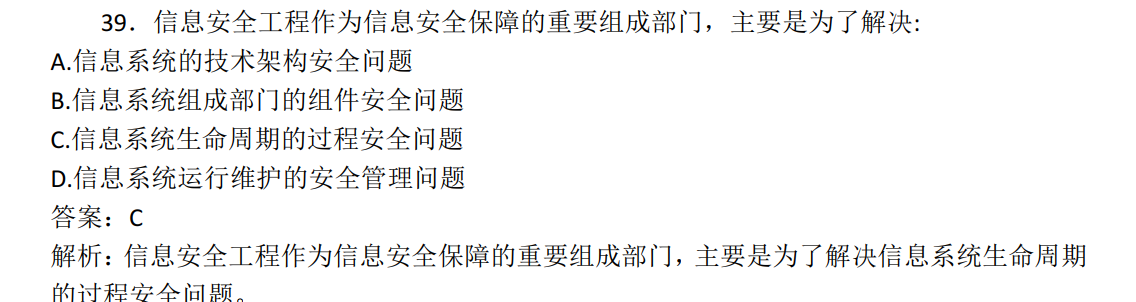 39．信息安全工程作为信息安全保障的重要组成部门，主要是为了解决:
A.信息系统的技术架构安全问题
B.信息系统组成部门的组件安全问题
C.信息系统生命周期的过程安全问题
D.信息系统运行维护的安全管理问题
答案：C
解析：信息安全工程作为信息安全保障的重要组成部门，主要是为了解决信息系统生命周期
的过程安全问题。